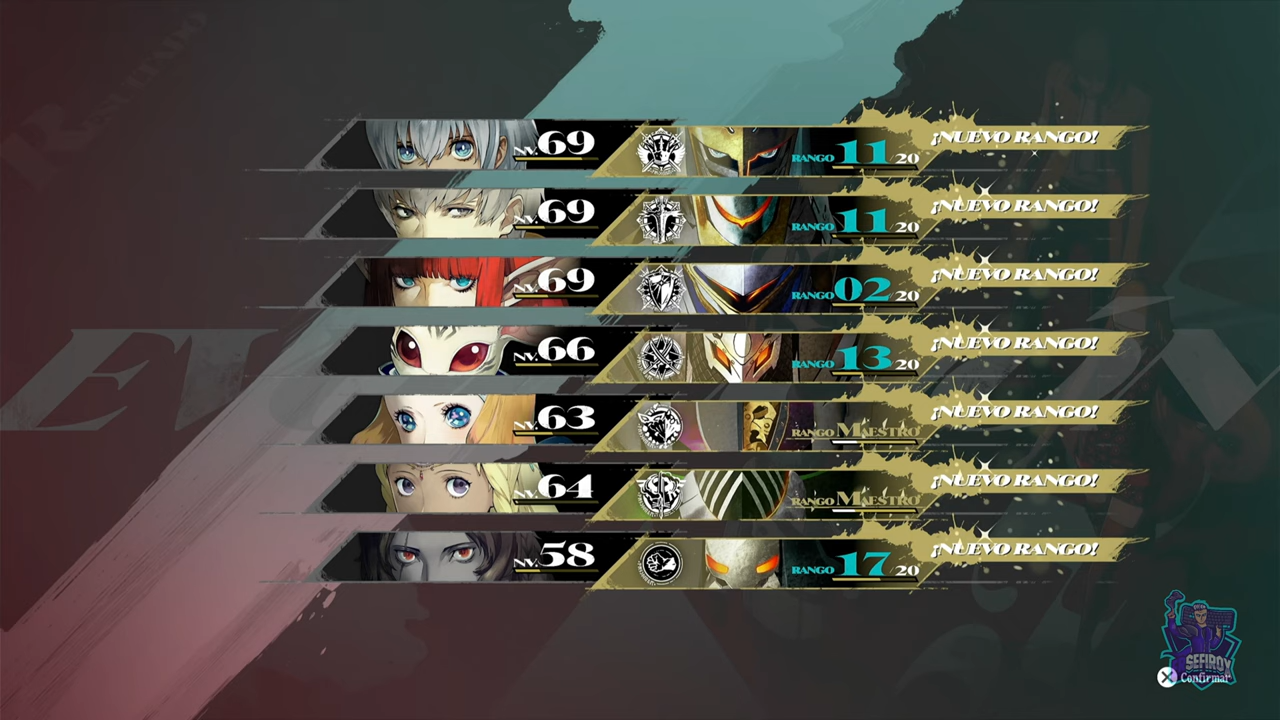 NV. 69 RANGO 11 20 ¡NUEVO RANGO!
NV. 69 RANGO 11 20 ¡NUEVO RANGO!
NV. 69 RANGO 02 20 ¡NUEVO RANGO!
NV. 66 RANGO 13 20 ¡NUEVO RANGO!
NV. 63 RANGO MAESTRO ¡NUEVO RANGO!
NV. 64 RANGO MAESTRO ¡NUEVO RANGO!
NV. 58 RANGO 17 20 ¡NUEVO RANGO!
SEFIROX
Confirmar